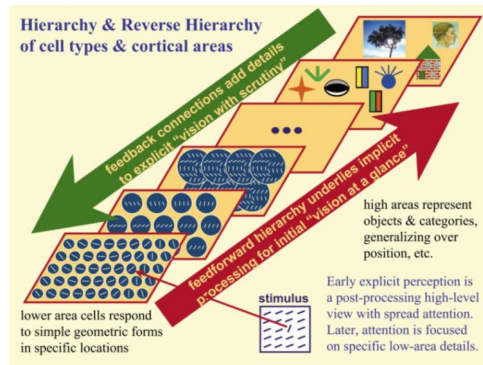 Hierarchy & Reverse Hierarchy
of cell types & cortical areas
feedback connections add details
to explicit “vision with scrutiny”
feedforward hierarchy underlies implicit
processing for initial “vision at a glance”
high areas represent
objects & categories,
generalizing over
position, etc.
stimulus
lower area cells respond
to simple geometric forms
in specific locations
Early explicit perception is
a post-processing high-level
view with spread attention.
Later, attention is focused
on specific low-area details.